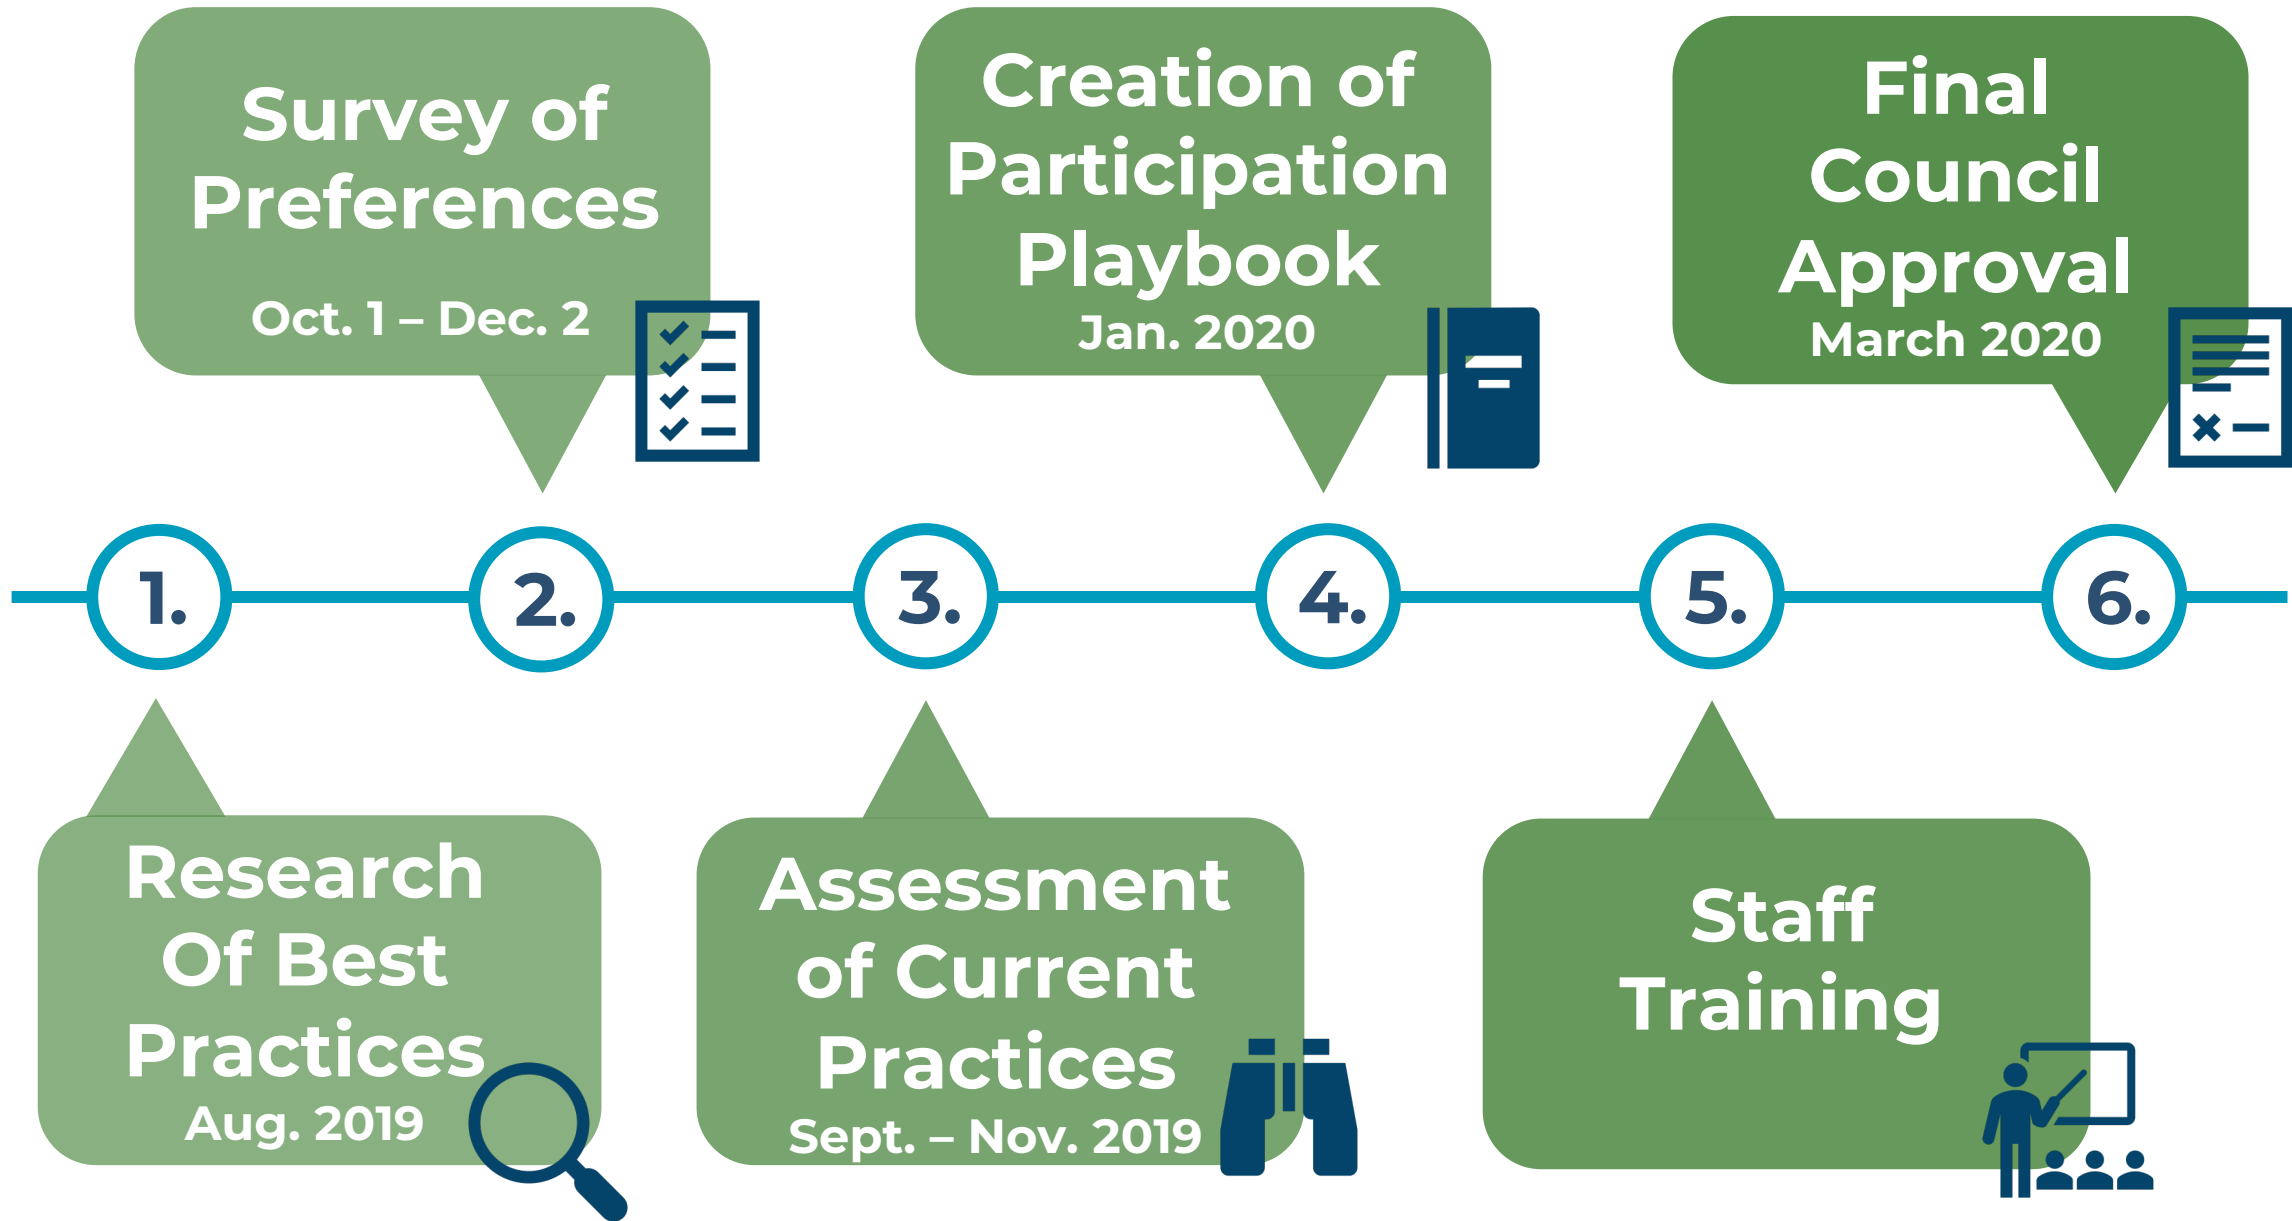 Survey of
Preferences
Oct. 1 – Dec. 2
Creation of
Participation
Playbook
Jan. 2020
Final
Council
Approval
March 2020
1.
2.
3.
4.
5.
6.
Research
Of Best
Practices
Aug. 2019
Assessment
of Current
Practices
Sept. – Nov. 2019
Staff
Training